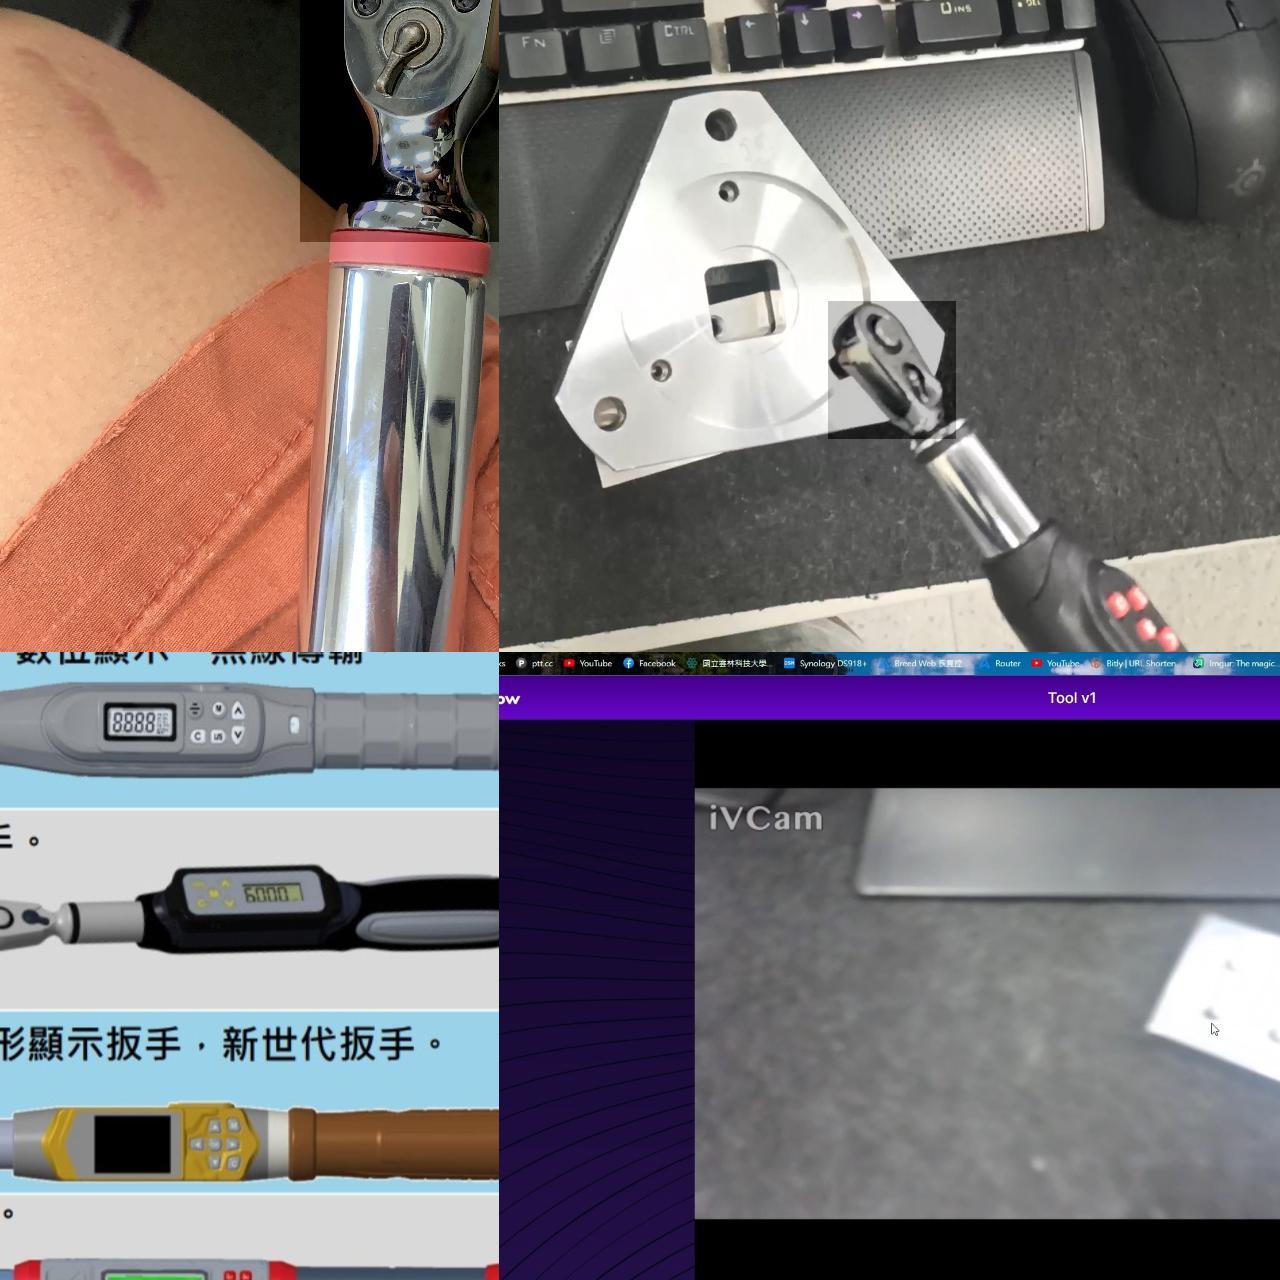 FN
CTRL
INS
DEL
數位顯示 無線傳輸
8888
M
C
手。
6000
M
C
形顯示扳手，新世代扳手。
。
ptt.cc
YouTube
Facebook
國立雲林科技大學...
Synology DS918+
Breed Web 恢复控...
Router
YouTube
Bitly | URL Shorten...
Imgur: The magic...
ow
Tool v1
iVCam